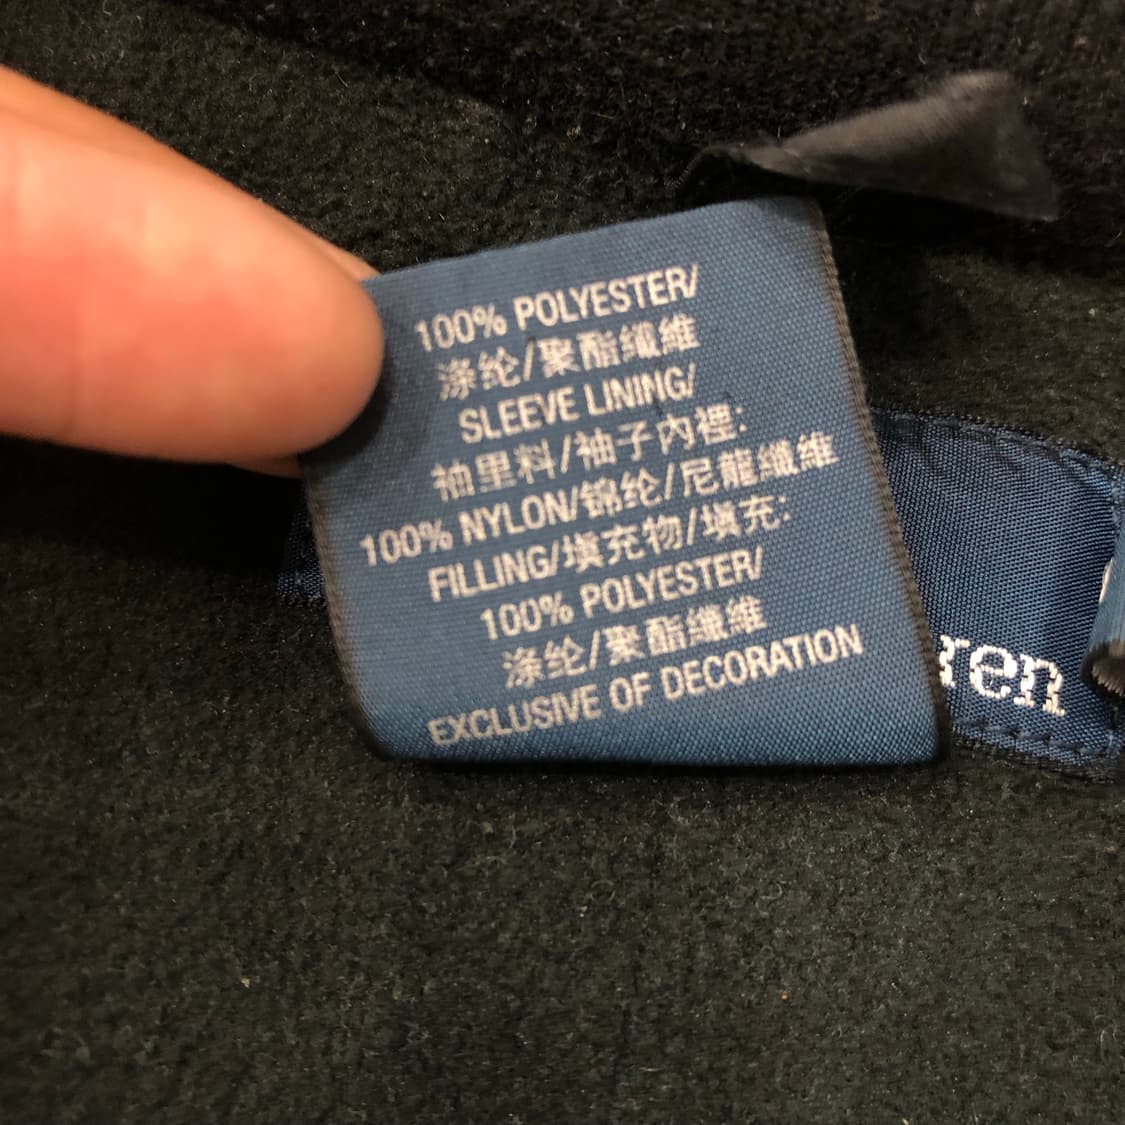 100% POLYESTER/
涤纶/聚酯纖維
SLEEVE LINING/
袖里料/袖子內裡:
100% NYLON/锦纶/尼龍纖維
FILLING/填充物/填充:
100% POLYESTER/
涤纶/聚酯纖維
EXCLUSIVE OF DECORATION
ren